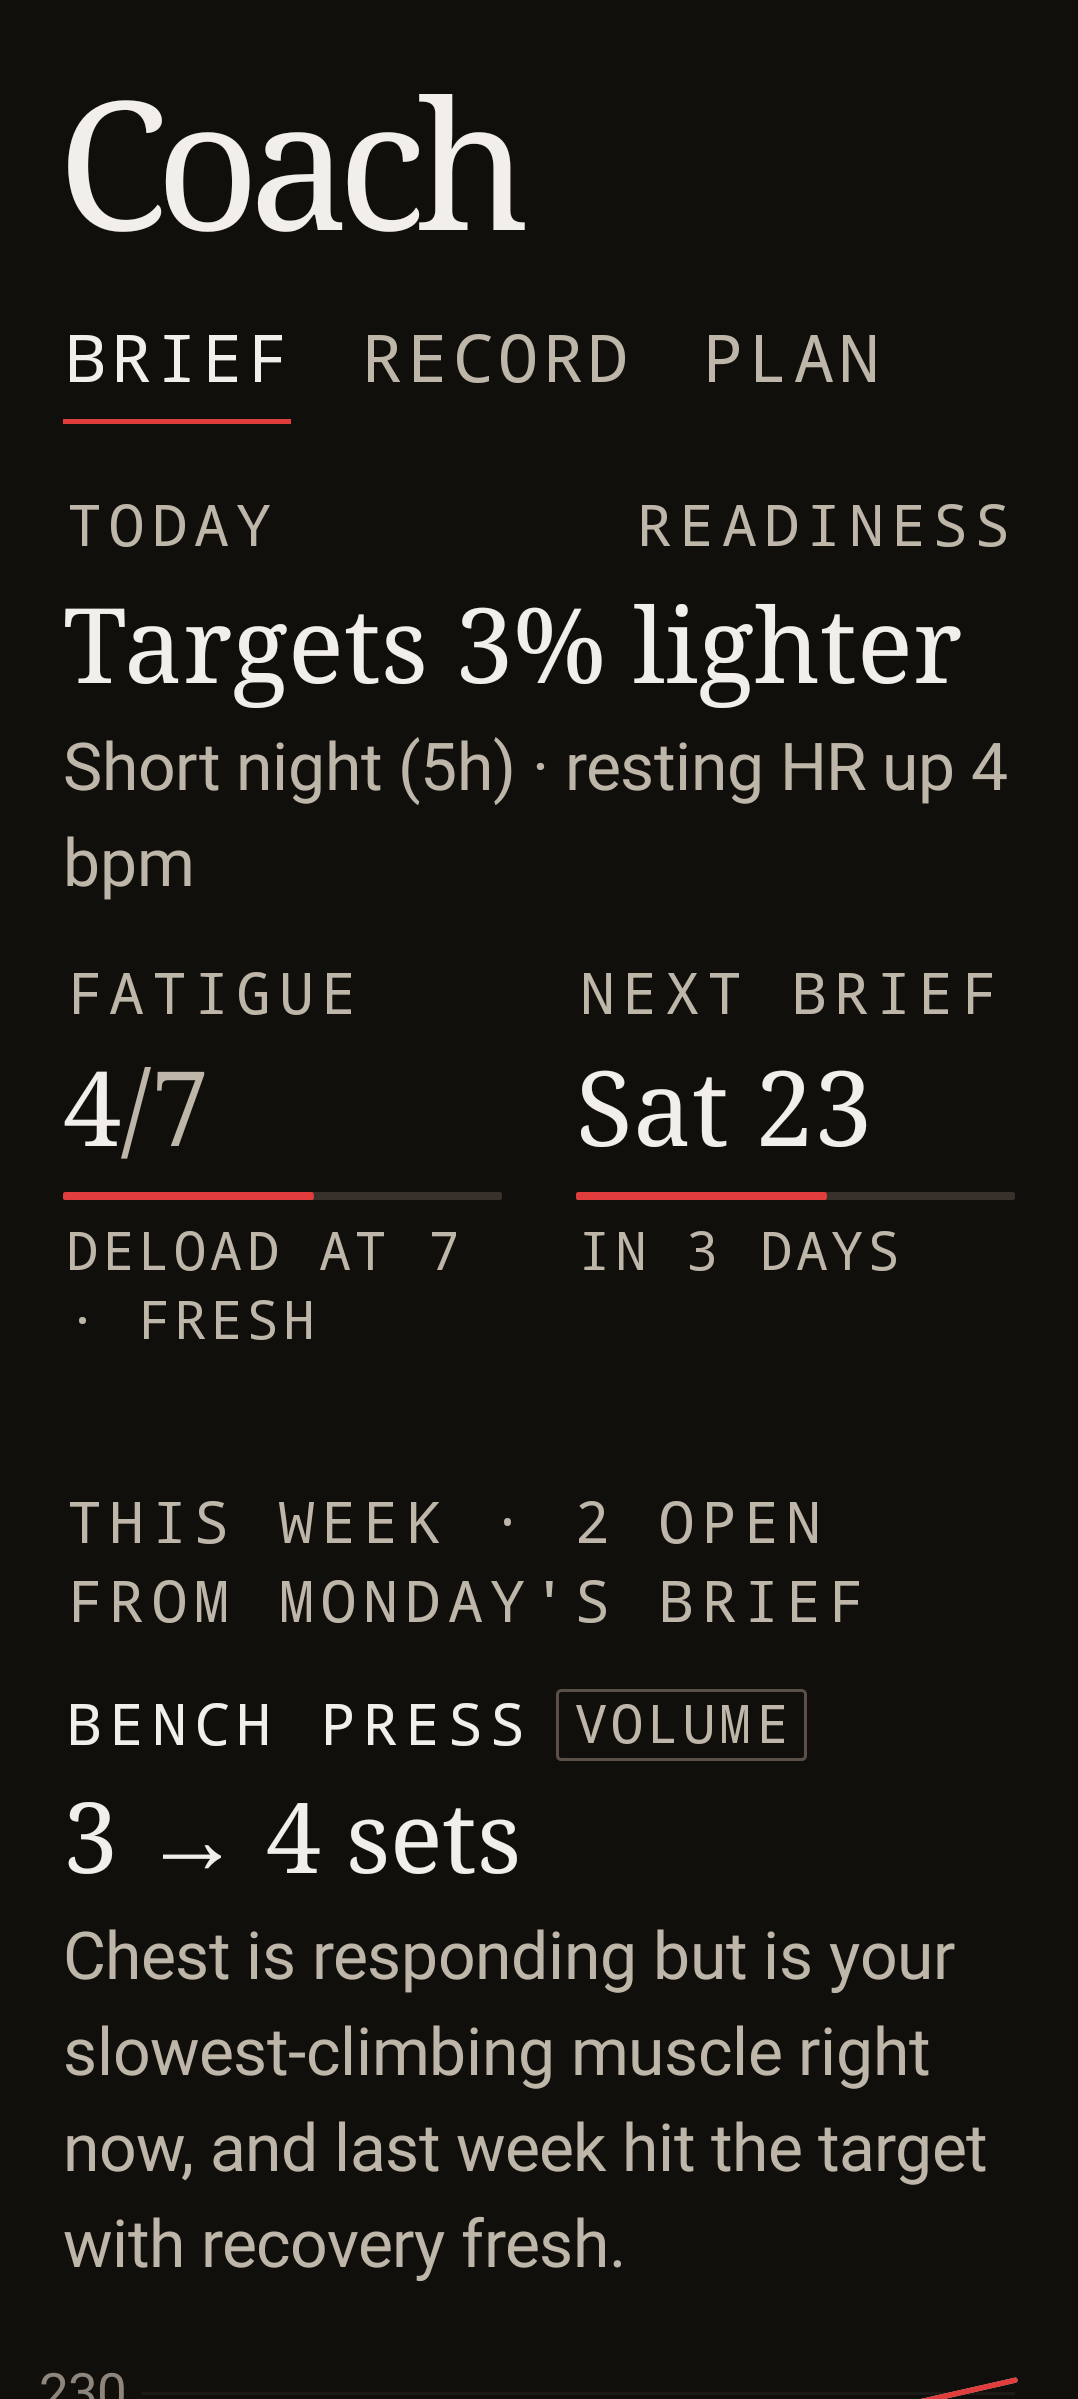 Coach
BRIEF RECORD PLAN
TODAY READINESS
Targets 3% lighter
Short night (5h) · resting HR up 4
bpm
FATIGUE NEXT BRIEF
4/7 Sat 23
DELOAD AT 7 IN 3 DAYS
· FRESH
THIS WEEK · 2 OPEN
FROM MONDAY'S BRIEF
BENCH PRESS VOLUME
3 → 4 sets
Chest is responding but is your
slowest-climbing muscle right
now, and last week hit the target
with recovery fresh.
230